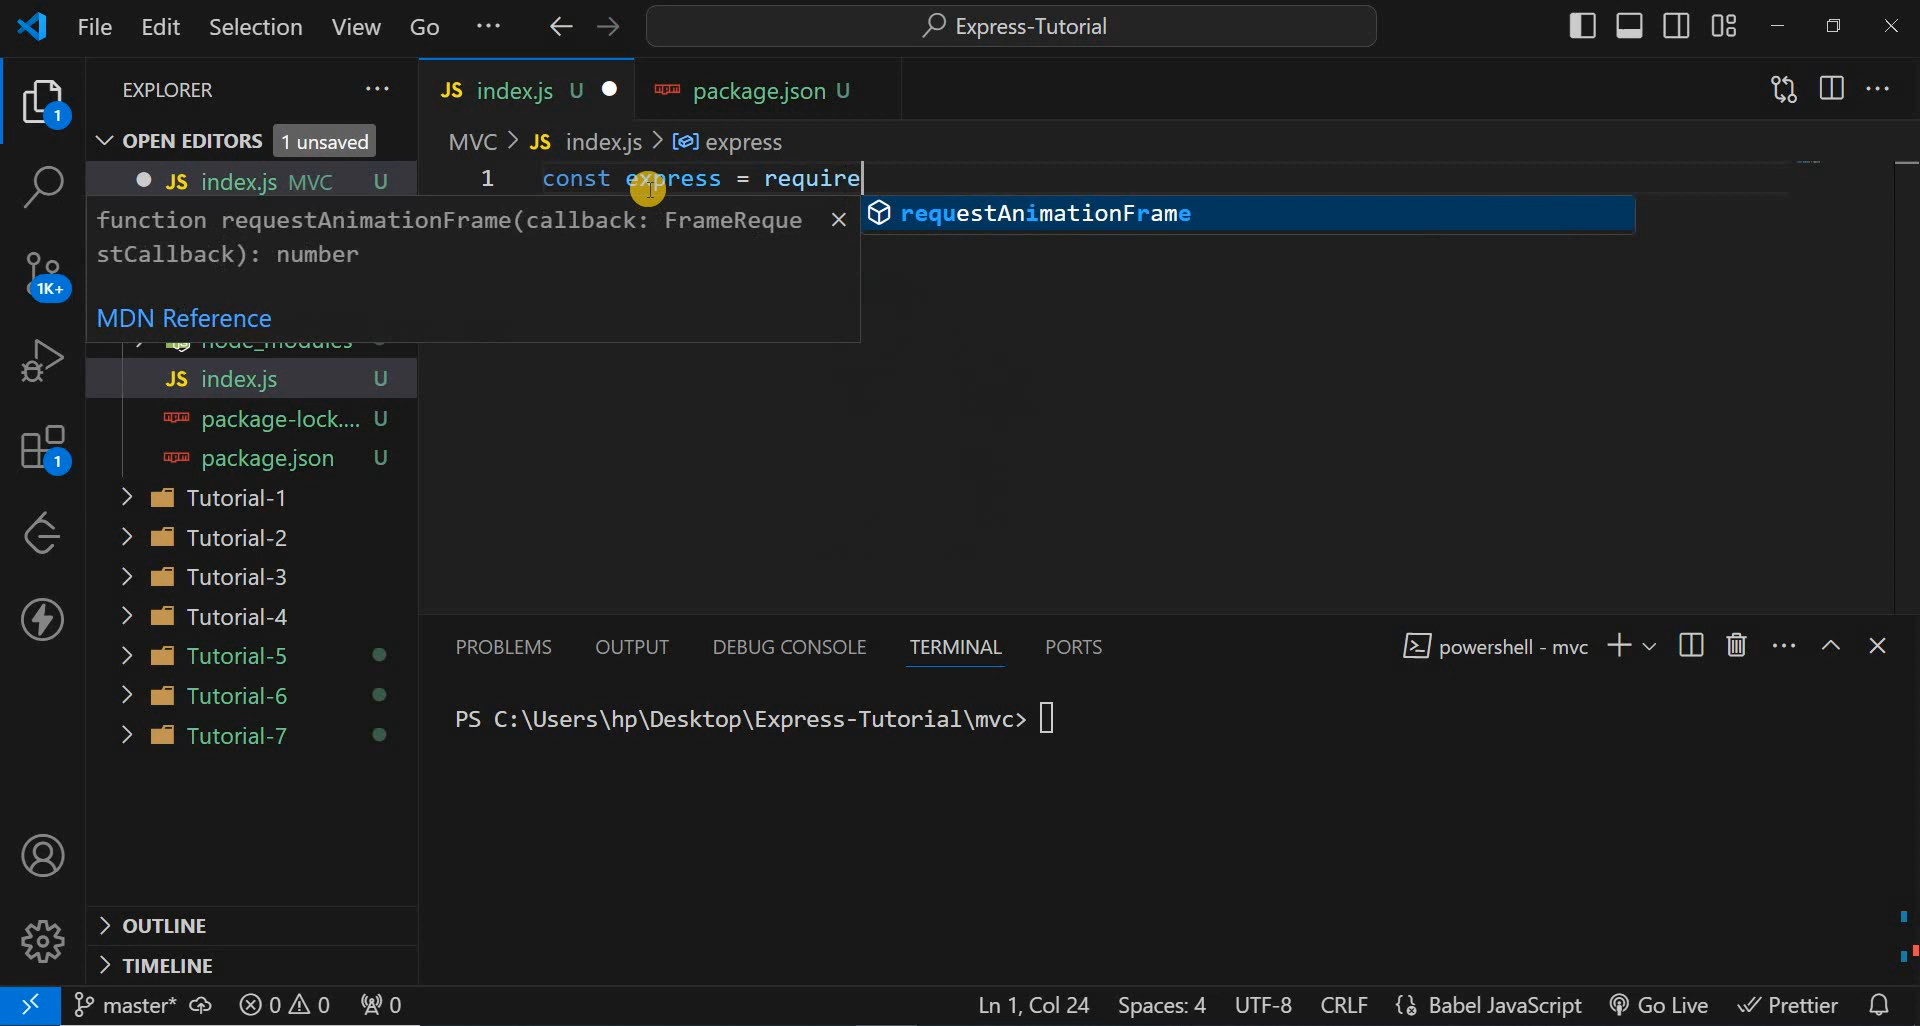 File Edit Selection View Go ··· Express-Tutorial
EXPLORER ···
JS index.js U
package.json U
OPEN EDITORS 1 unsaved
MVC > JS index.js > express
JS index.js MVC U
1 const express = require
function requestAnimationFrame(callback: FrameReque
stCallback): number
requestAnimationFrame
MDN Reference
node_modules
JS index.js U
package-lock.... U
package.json U
Tutorial-1
Tutorial-2
Tutorial-3
Tutorial-4
Tutorial-5
Tutorial-6
Tutorial-7
1
1K+
1
PROBLEMS OUTPUT DEBUG CONSOLE TERMINAL PORTS powershell - mvc
PS C:\Users\hp\Desktop\Express-Tutorial\mvc>
OUTLINE
TIMELINE
master* 0 0 0 Ln 1, Col 24 Spaces: 4 UTF-8 CRLF {} Babel JavaScript Go Live Prettier